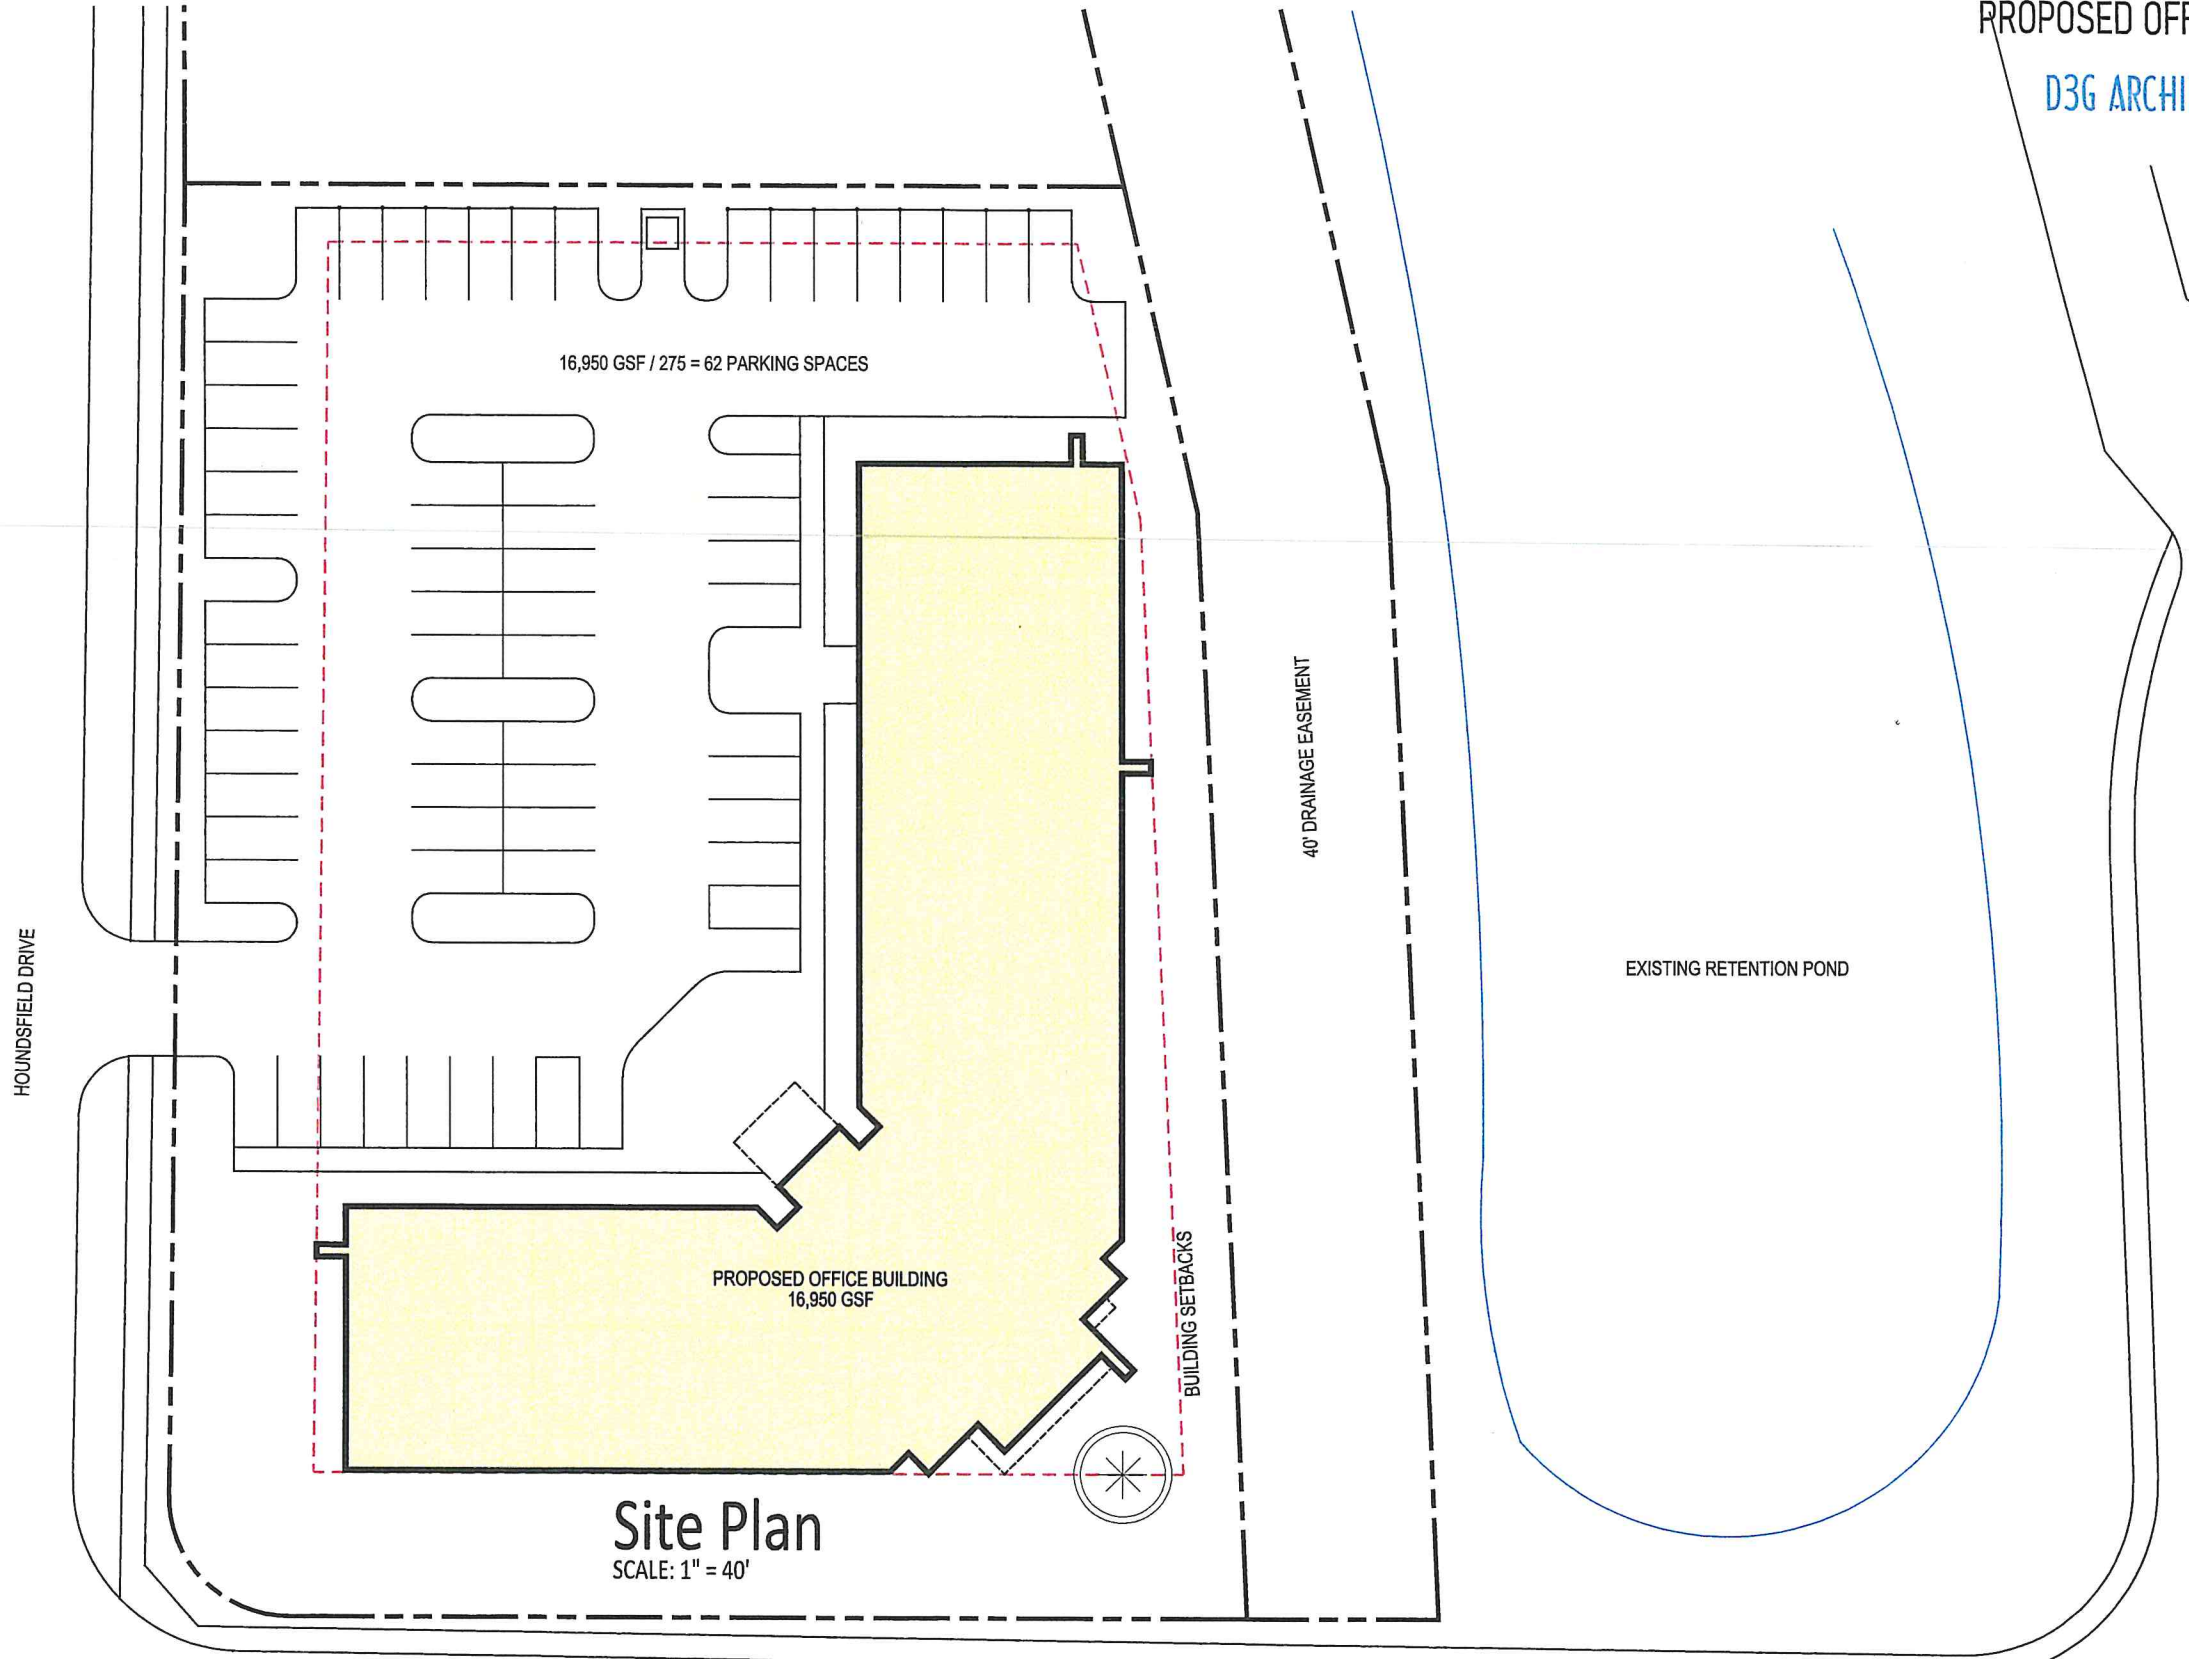 PROPOSED OFF
D3G ARCHI
16,950 GSF / 275 = 62 PARKING SPACES
40' DRAINAGE EASEMENT
EXISTING RETENTION POND
HOUNDSFIELD DRIVE
PROPOSED OFFICE BUILDING
16,950 GSF
BUILDING SETBACKS
Site Plan
SCALE: 1" = 40'